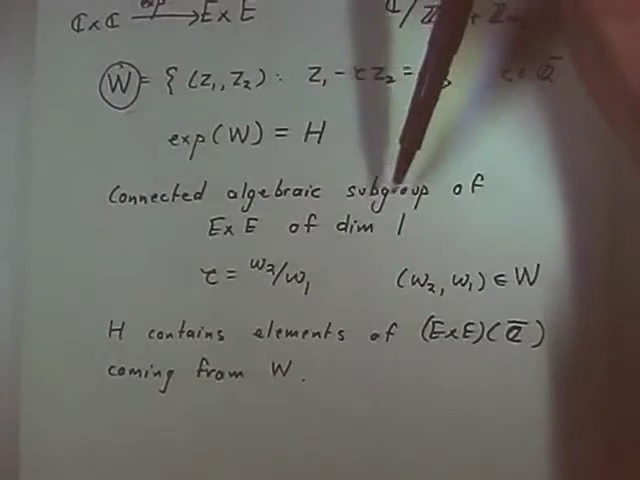 ℂ×ℂ exp→ E×E ℂ/ℤ + ℤ
W = { (z₁, z₂) : z₁ - τz₂ = ℚ̄
exp(W) = H
Connected algebraic subgroup of
E×E of dim 1
τ = ω₂/ω₁ (ω₂, ω₁) ∈ W
H contains elements of (E×E)(ℚ̄)
coming from W.